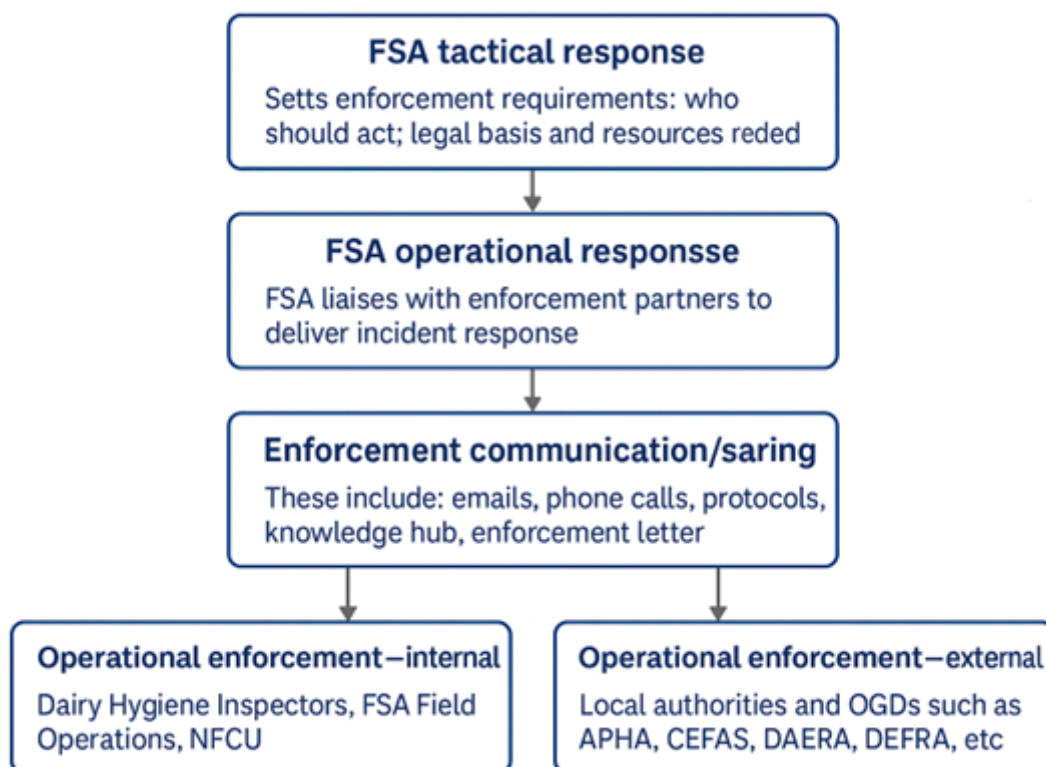 FSA tactical response
Setts enforcement requirements: who
should act; legal basis and resources reded
FSA operational responsse
FSA liaises with enforcement partners to
deliver incident response
Enforcement communication/saring
These include: emails, phone calls, protocols,
knowledge hub, enforcement letter
Operational enforcement–internal
Dairy Hygiene Inspectors, FSA Field
Operations, NFCU
Operational enforcement–external
Local authorities and OGDs such as
APHA, CEFAS, DAERA, DEFRA, etc